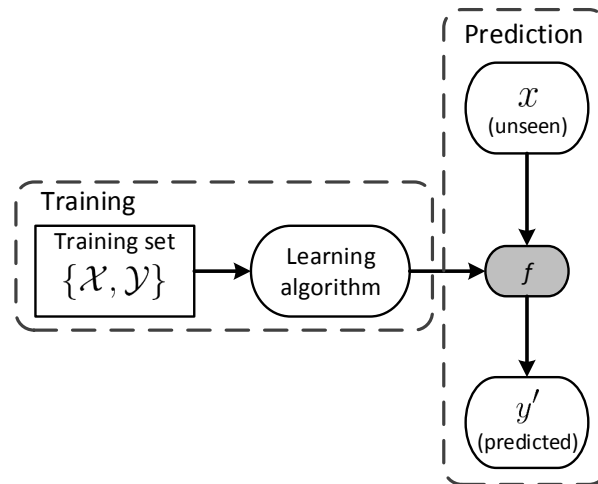 Prediction
x
(unseen)
Training
Training set
{𝒳, 𝒴}
Learning
algorithm
f
y′
(predicted)